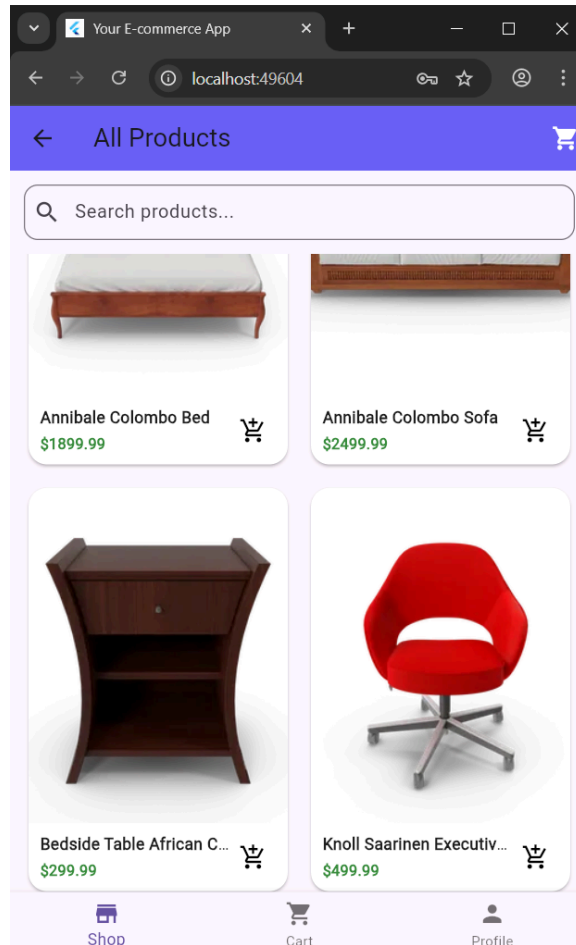 Your E-commerce App
localhost:49604
All Products
Search products...
Annibale Colombo Bed
$1899.99
Annibale Colombo Sofa
$2499.99
Bedside Table African C...
$299.99
Knoll Saarinen Executiv...
$499.99
Shop
Cart
Profile